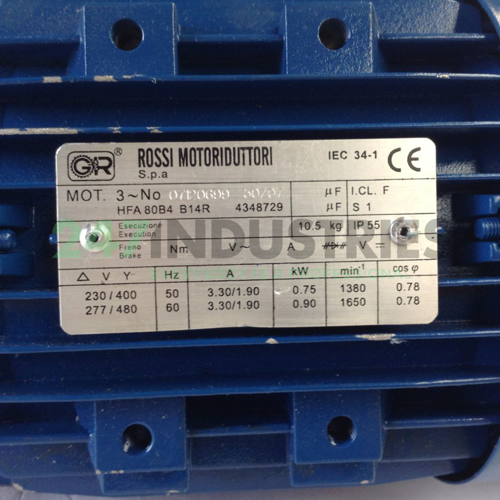 GR® ROSSI MOTORIDUTTORI IEC 34-1 CE
S.p.a
MOT. 3~No 07120699 50/07 µF I.CL. F
HFA 80B4 B14R 4348729 µF S 1
Esecuzione
Execution 10.5 kg IP 55
Freno
Brake Nm V~ A V=
△ V Y Hz A kW min⁻¹ cos φ
230/400 50 3.30/1.90 0.75 1380 0.78
277/480 60 3.30/1.90 0.90 1650 0.78
INDUSTRIES